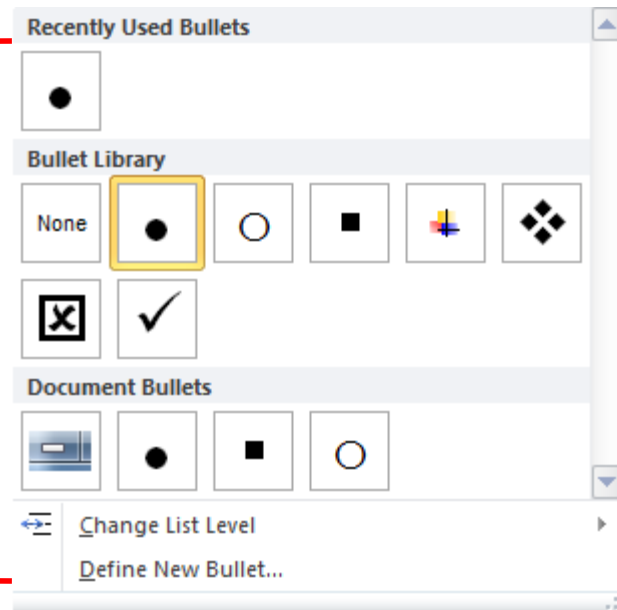 Recently Used Bullets
Bullet Library
None
Document Bullets
Change List Level
Define New Bullet...